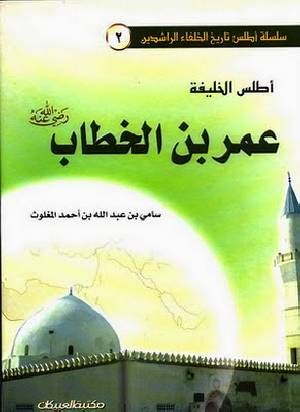 سلسلة أطلس تاريخ الخلفاء الراشدين
٢
أطلس الخليفة
عمر بن الخطاب
رضي الله عنه
سامي بن عبد الله بن أحمد المغلوث
مكتبة العبيكان